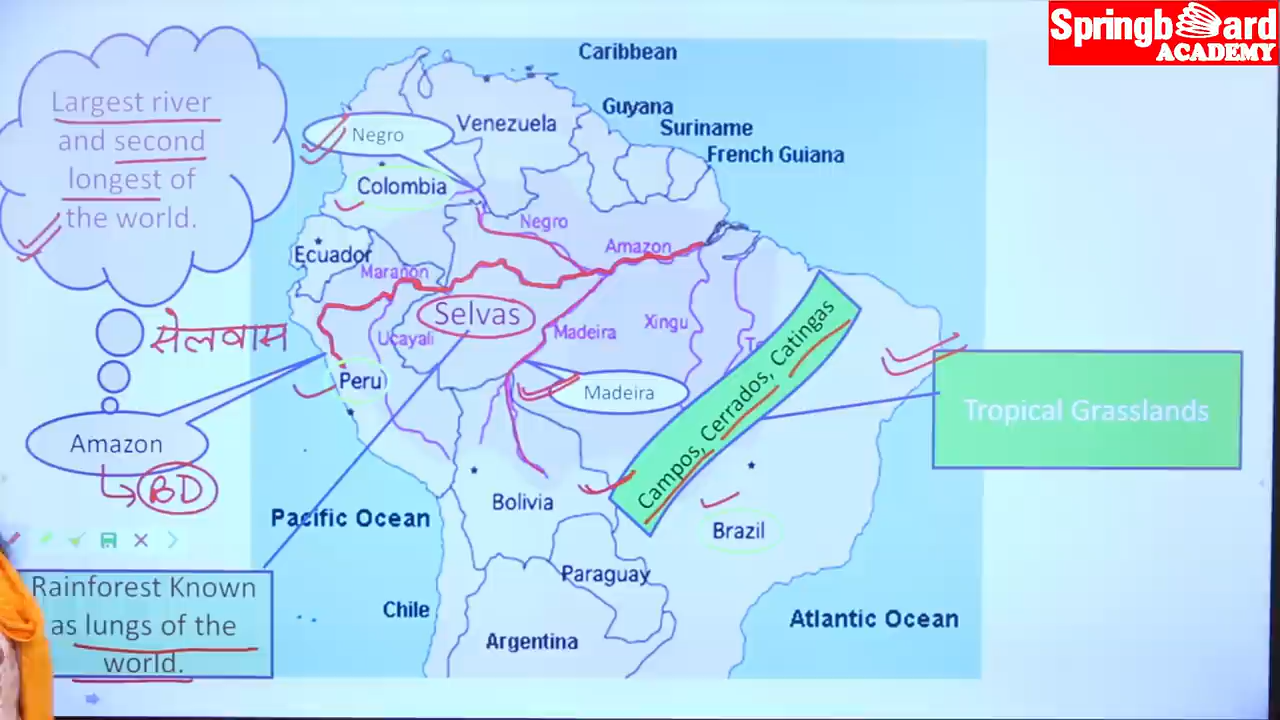 Springboard
ACADEMY
Largest river
and second
longest of
the world.
Caribbean
Guyana
Suriname
French Guiana
Venezuela
Negro
Colombia
Negro
Amazon
Ecuador
Marañon
Selvas
Ucayali
Madeira
Xingu
सेलवास
Peru
Madeira
Campos, Cerrados, Catingas
Tropical Grasslands
Amazon
BD
Bolivia
Brazil
Pacific Ocean
Paraguay
Rainforest Known
as lungs of the
world.
Chile
Argentina
Atlantic Ocean